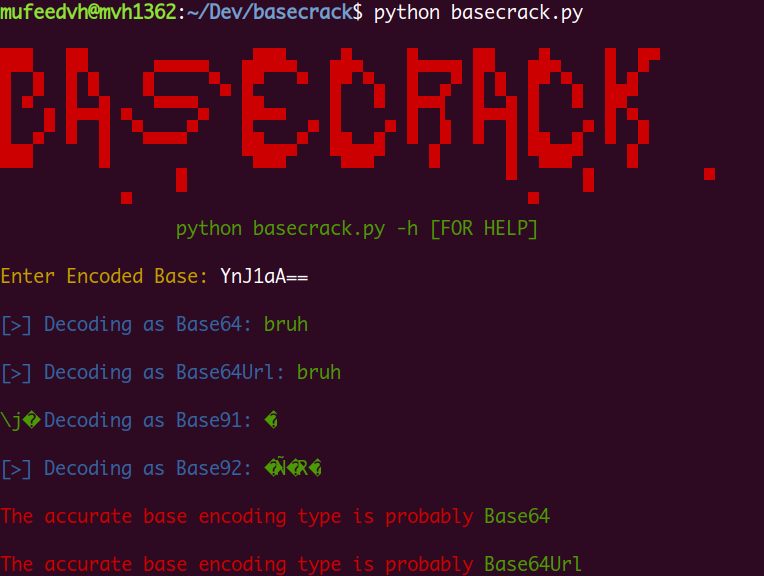 mufeedvh@mvh1362:~/Dev/basecrack$ python basecrack.py
BASECRACK
python basecrack.py -h [FOR HELP]
Enter Encoded Base: YnJ1aA==
[>] Decoding as Base64: bruh
[>] Decoding as Base64Url: bruh
\j� Decoding as Base91: �
[>] Decoding as Base92: �Ñ�R�
The accurate base encoding type is probably Base64
The accurate base encoding type is probably Base64Url